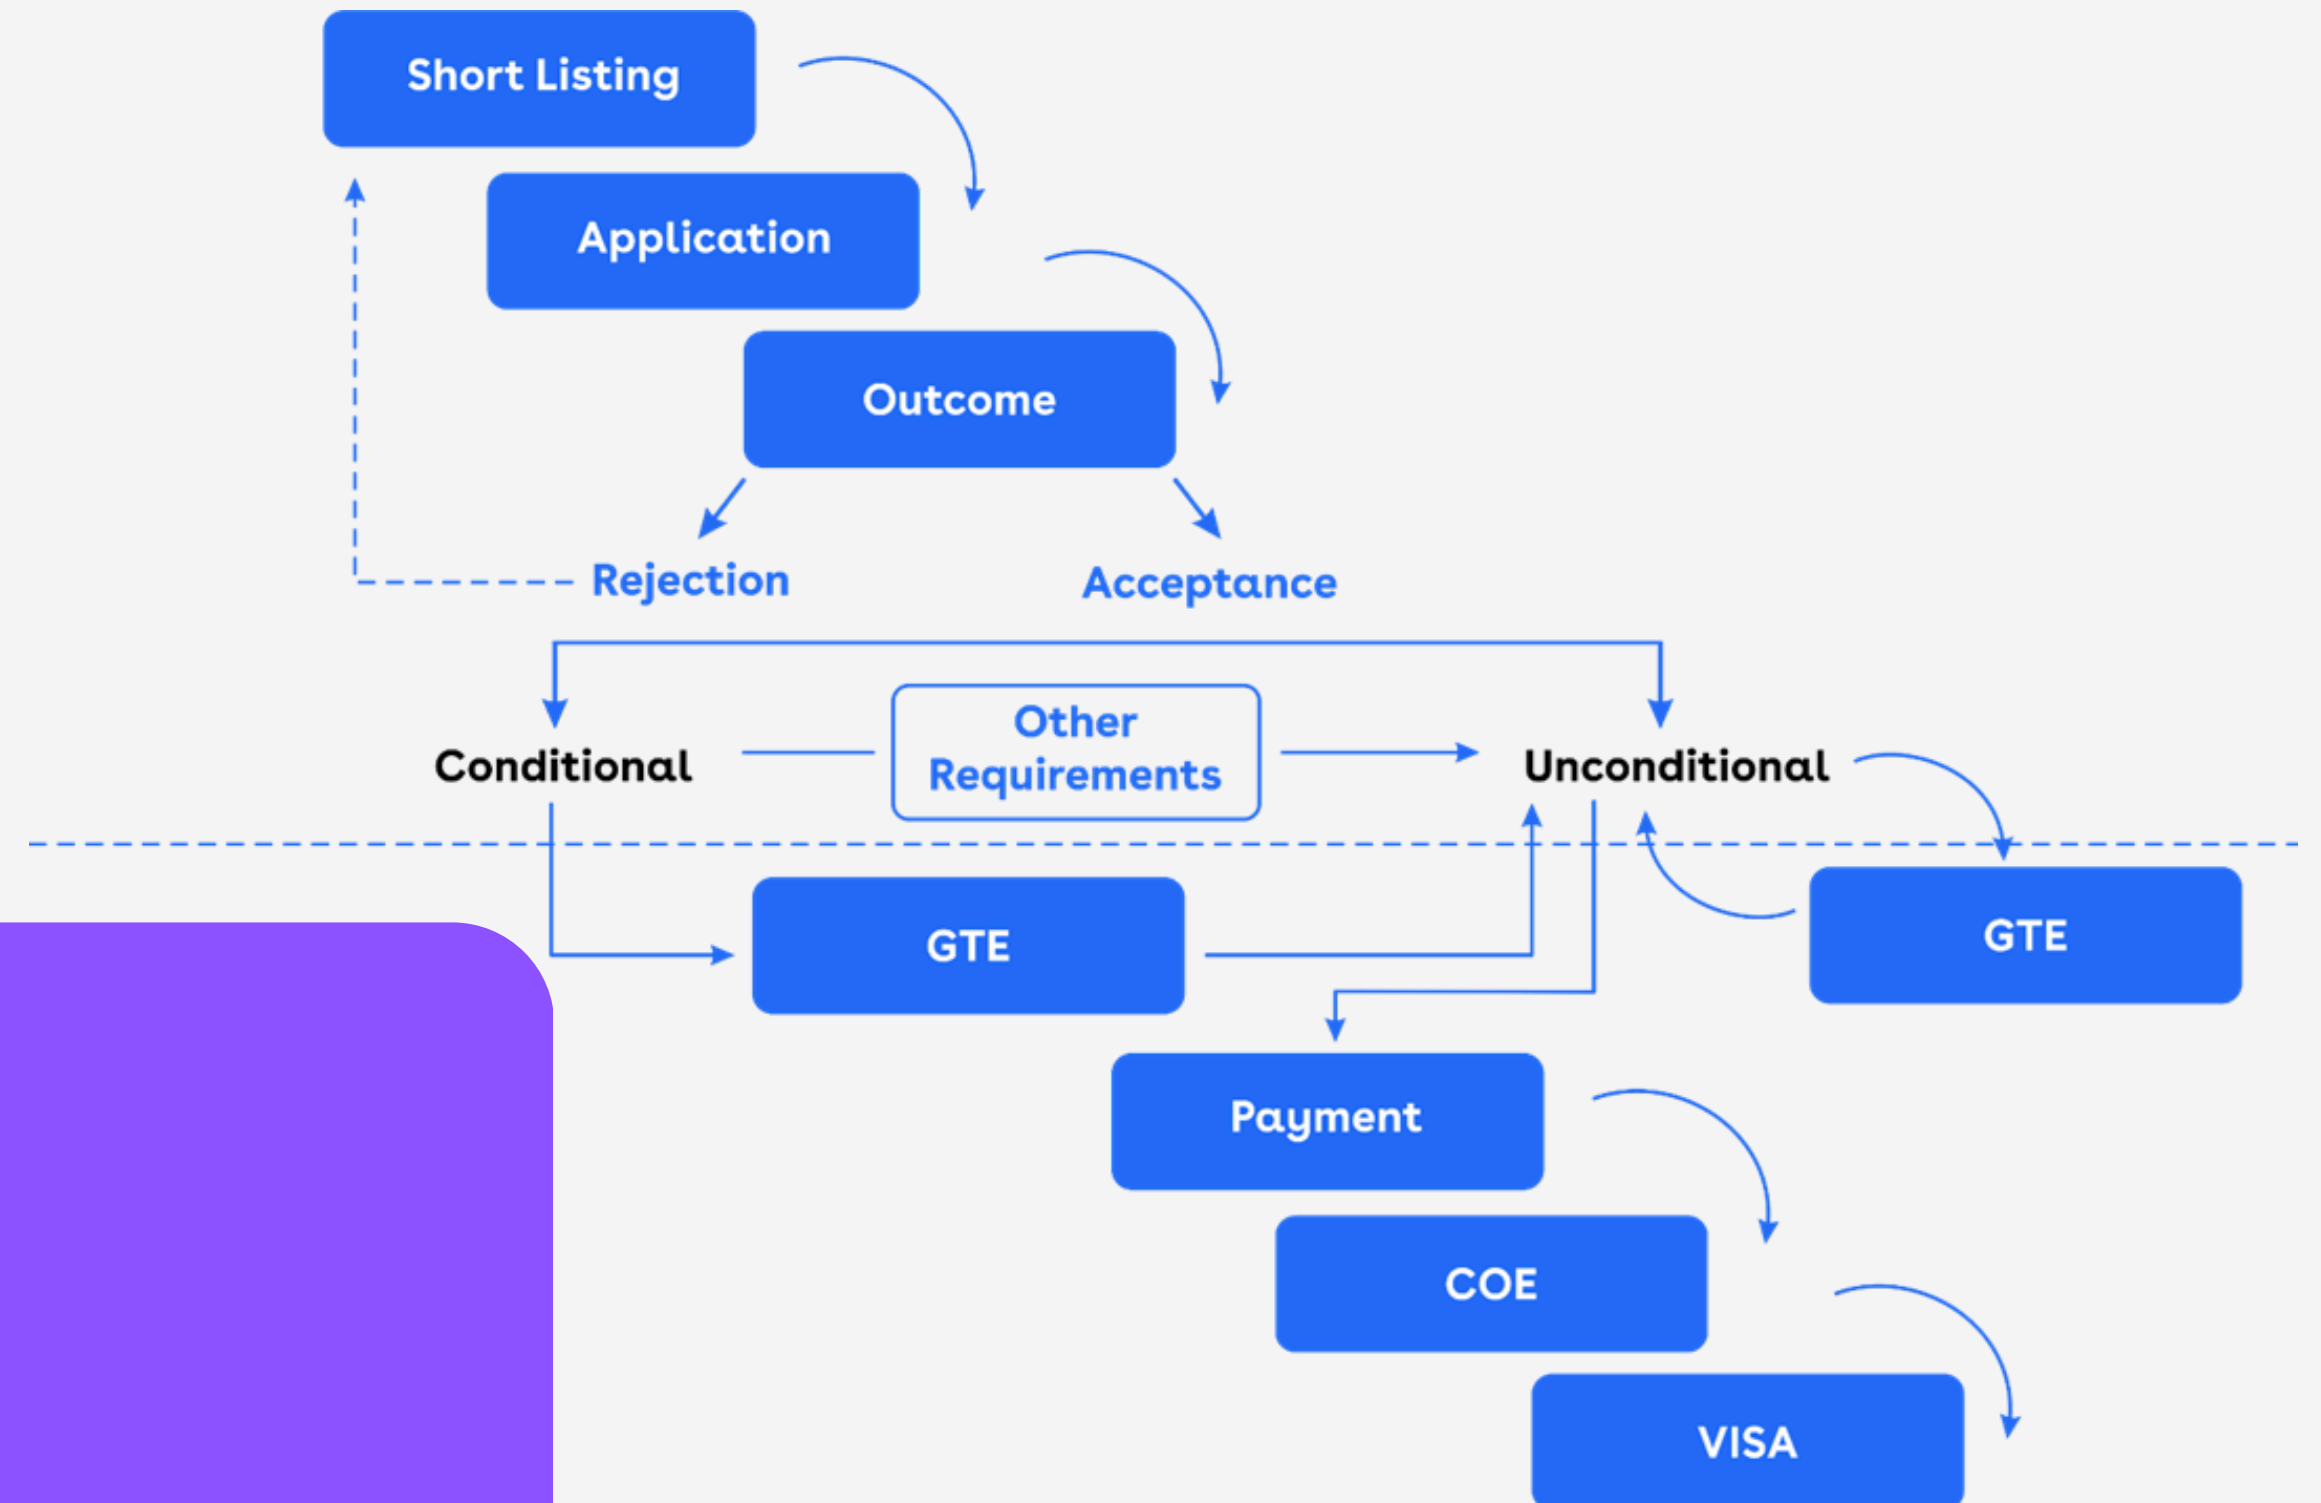 Short Listing
Application
Outcome
Rejection
Acceptance
Other
Requirements
Conditional
Unconditional
GTE
GTE
Payment
COE
VISA